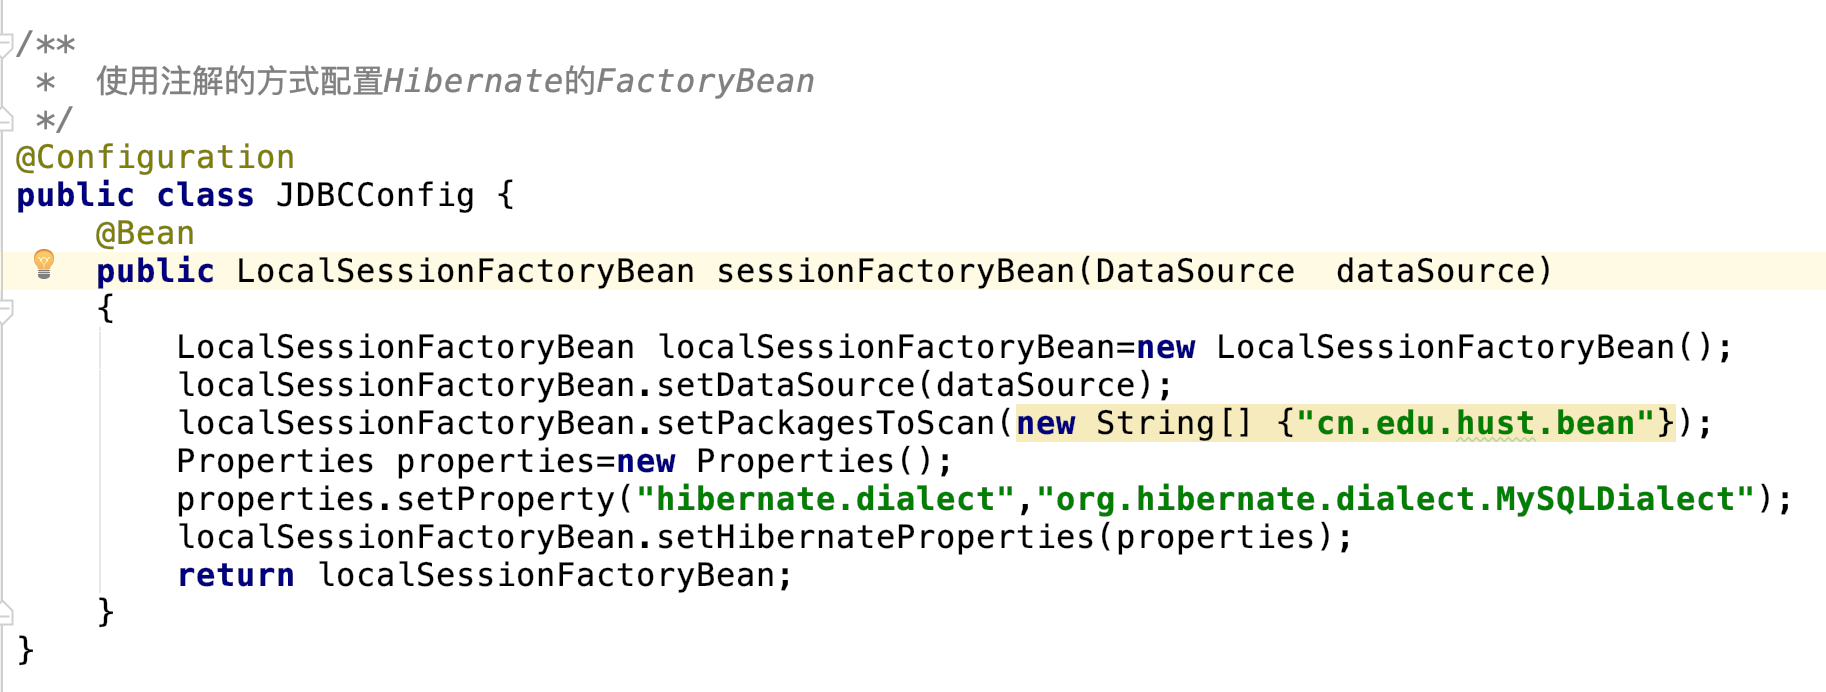 /**
 *  使用注解的方式配置Hibernate的FactoryBean
 */
@Configuration
public class JDBCConfig {
    @Bean
    public LocalSessionFactoryBean sessionFactoryBean(DataSource  dataSource)
    {
        LocalSessionFactoryBean localSessionFactoryBean=new LocalSessionFactoryBean();
        localSessionFactoryBean.setDataSource(dataSource);
        localSessionFactoryBean.setPackagesToScan(new String[] {"cn.edu.hust.bean"});
        Properties properties=new Properties();
        properties.setProperty("hibernate.dialect","org.hibernate.dialect.MySQLDialect");
        localSessionFactoryBean.setHibernateProperties(properties);
        return localSessionFactoryBean;
    }
}